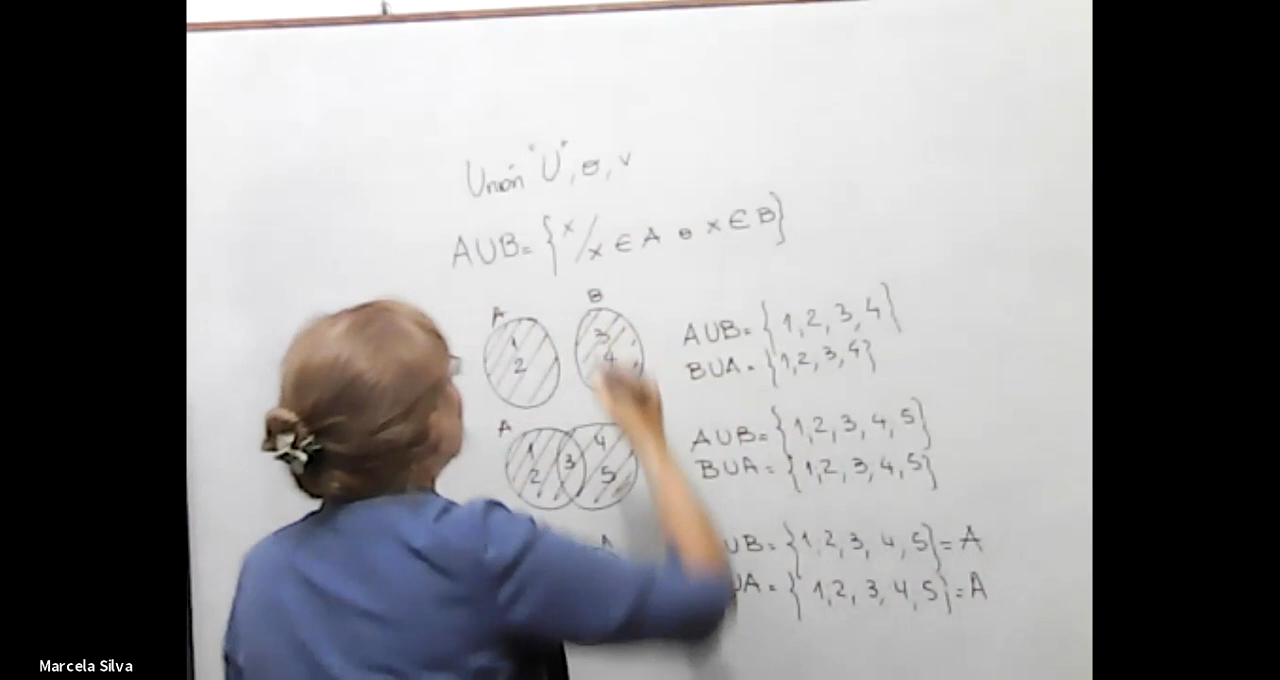 Unión "U", o, v
AUB= {x/x ∈ A o x ∈ B}
A
B
1
2
3
4
AUB= {1,2,3,4}
BUA= {1,2,3,4}
A
1
2
3
4
5
AUB= {1,2,3,4,5}
BUA= {1,2,3,4,5}
A
UB= {1,2,3,4,5}=A
UA= {1,2,3,4,5}=A
Marcela Silva